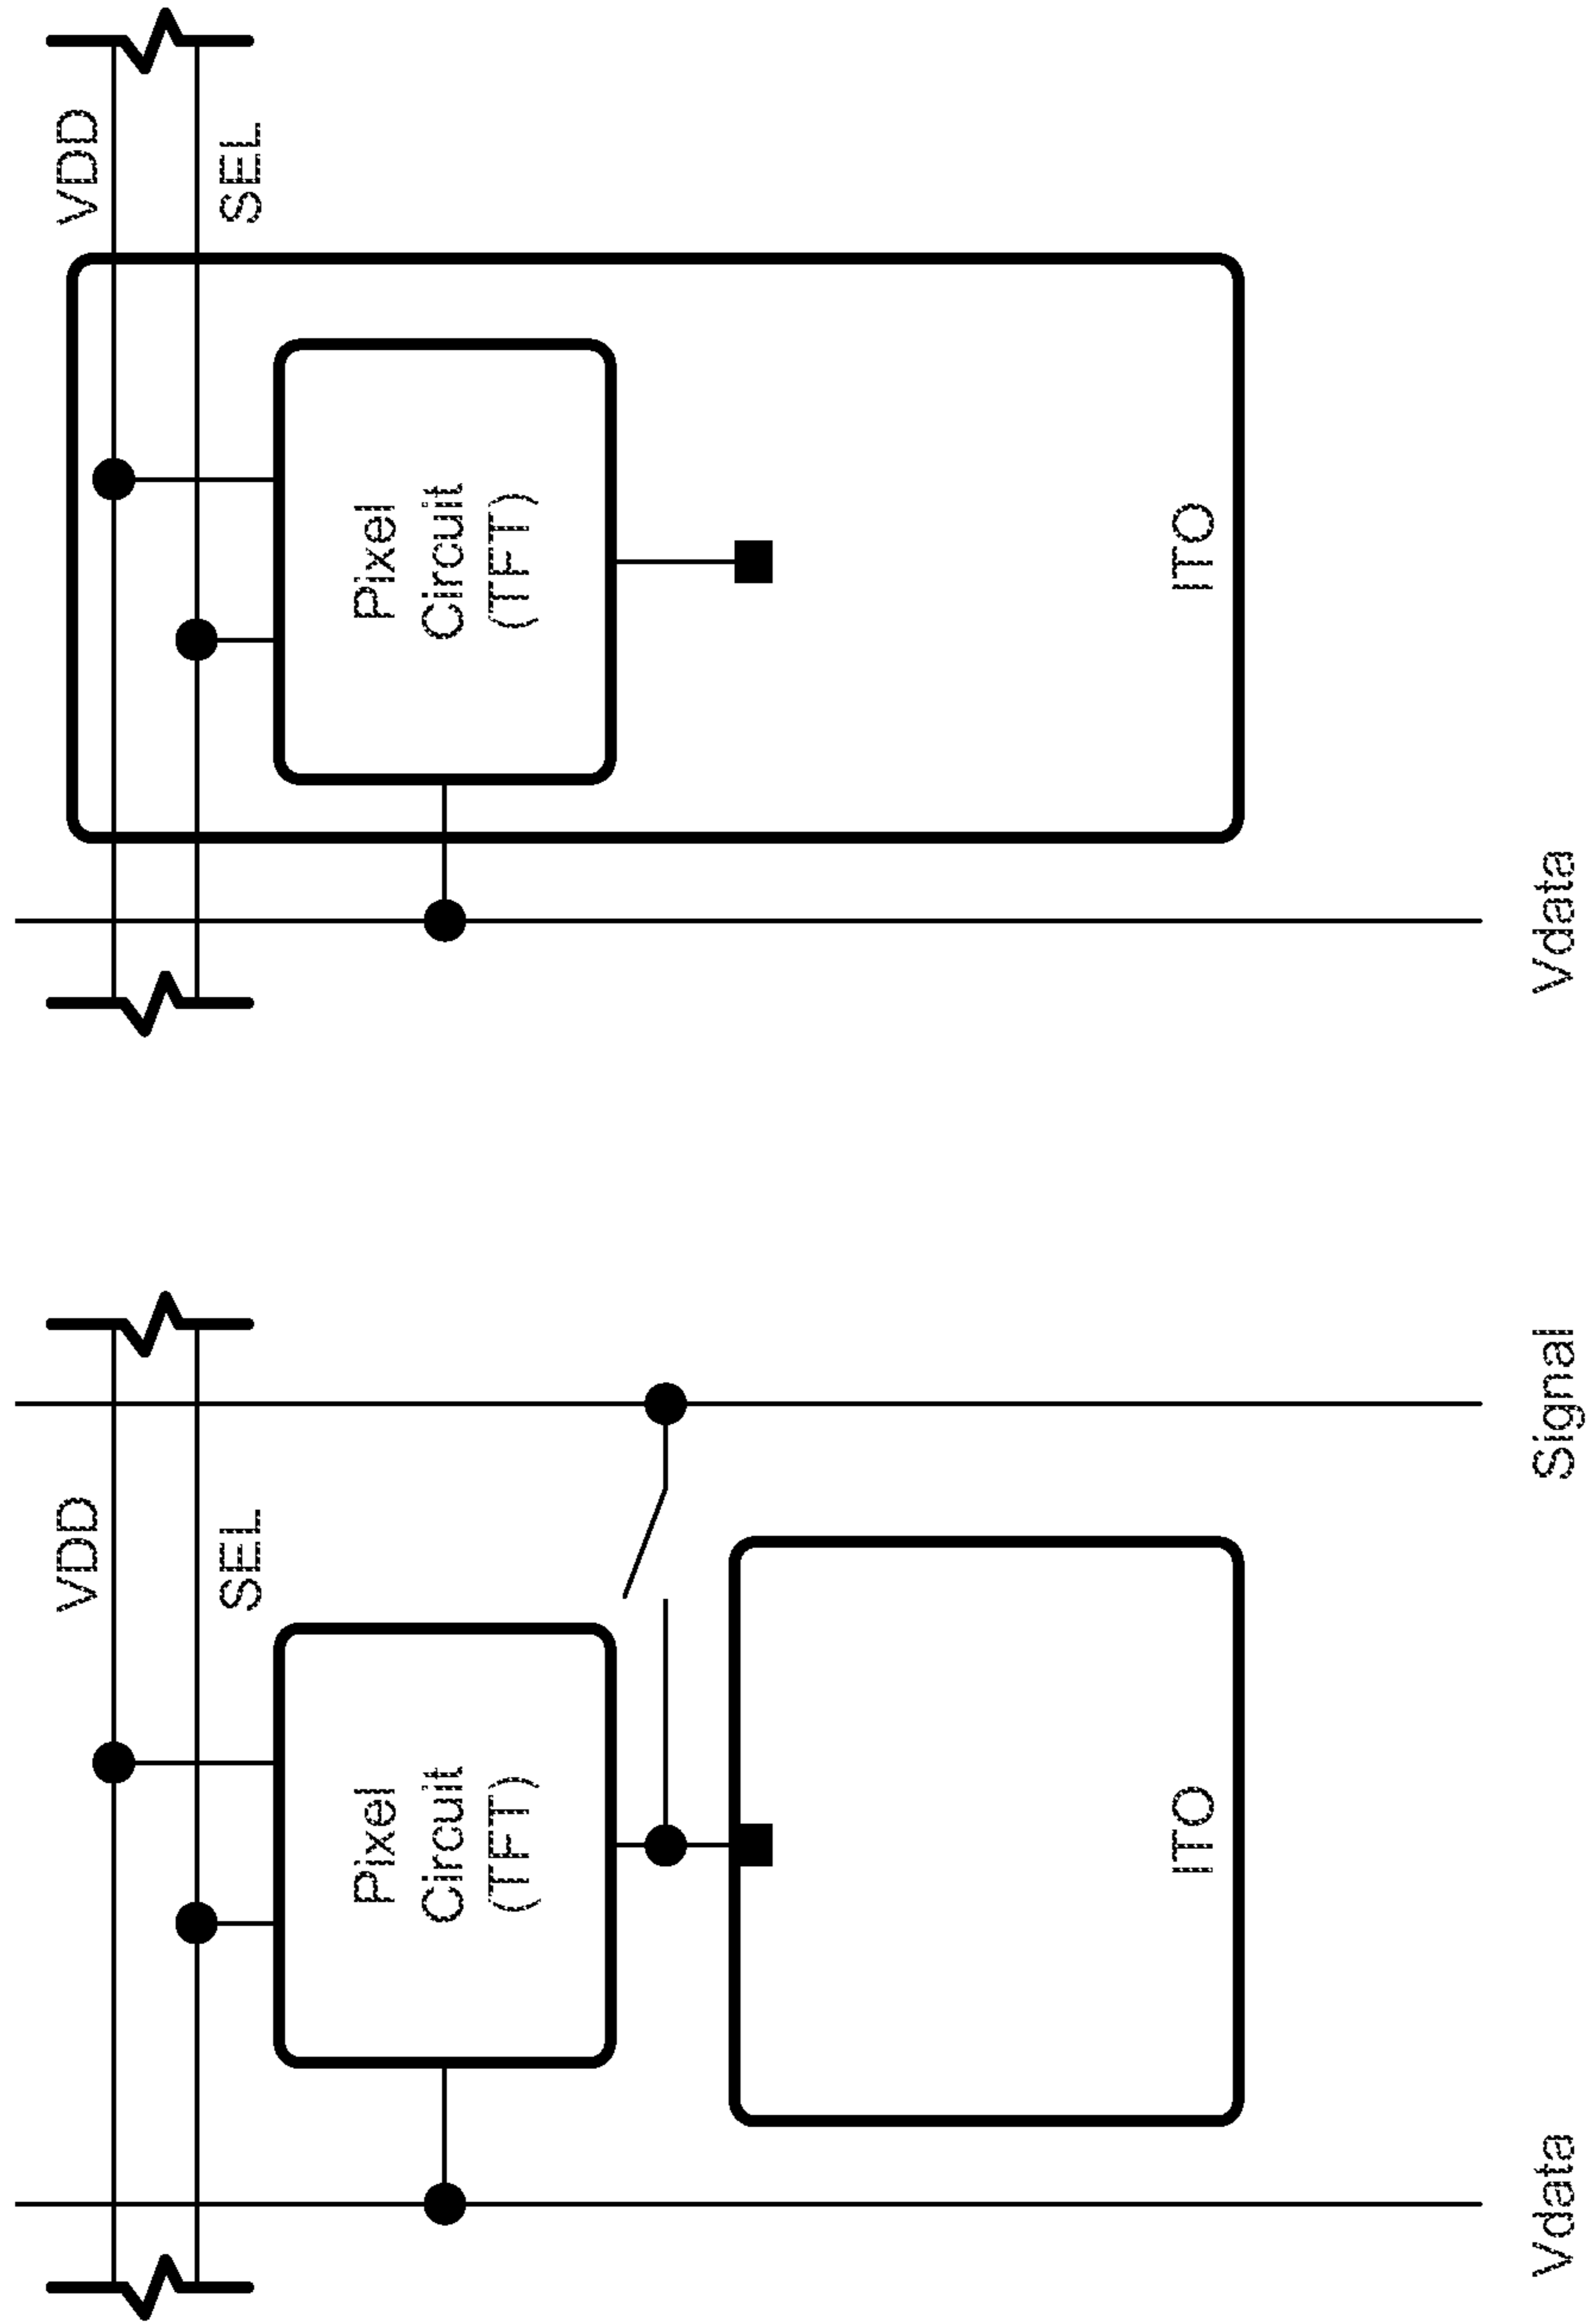 VDD
SEL
Pixel
Circuit
(TFT)
ITO
Vdata
Signal
VDD
SEL
Pixel
Circuit
(TFT)
ITO
Vdata